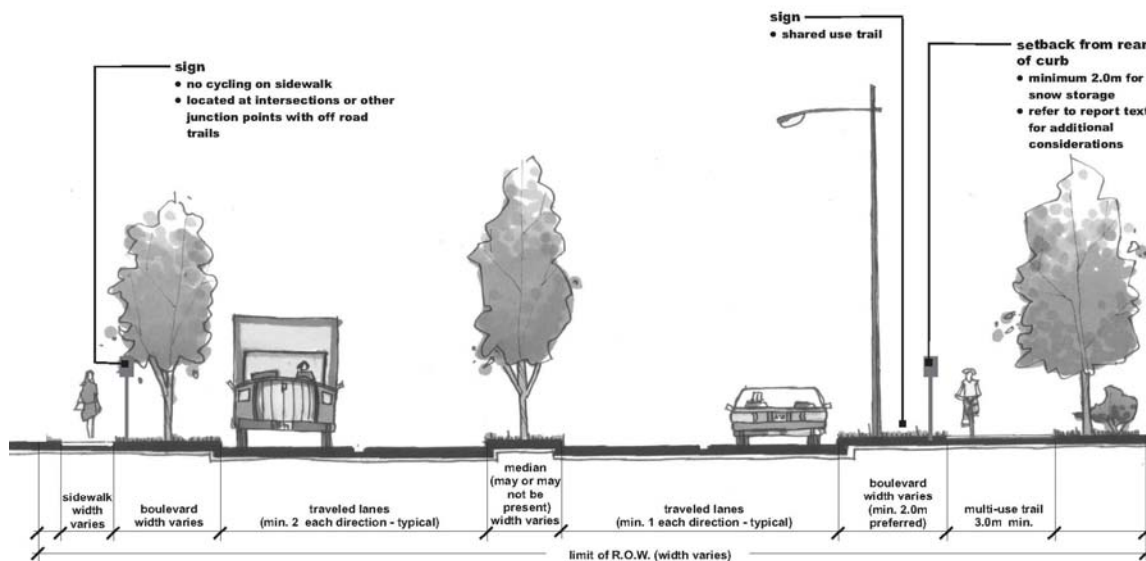 sign
• no cycling on sidewalk
• located at intersections or other
junction points with off road
trails
sign
• shared use trail
setback from rear
of curb
• minimum 2.0m for
snow storage
• refer to report text
for additional
considerations
sidewalk
width
varies
boulevard
width varies
traveled lanes
(min. 2 each direction - typical)
median
(may or may
not be
present)
width varies
traveled lanes
(min. 1 each direction - typical)
boulevard
width varies
(min. 2.0m
preferred)
multi-use trail
3.0m min.
limit of R.O.W. (width varies)